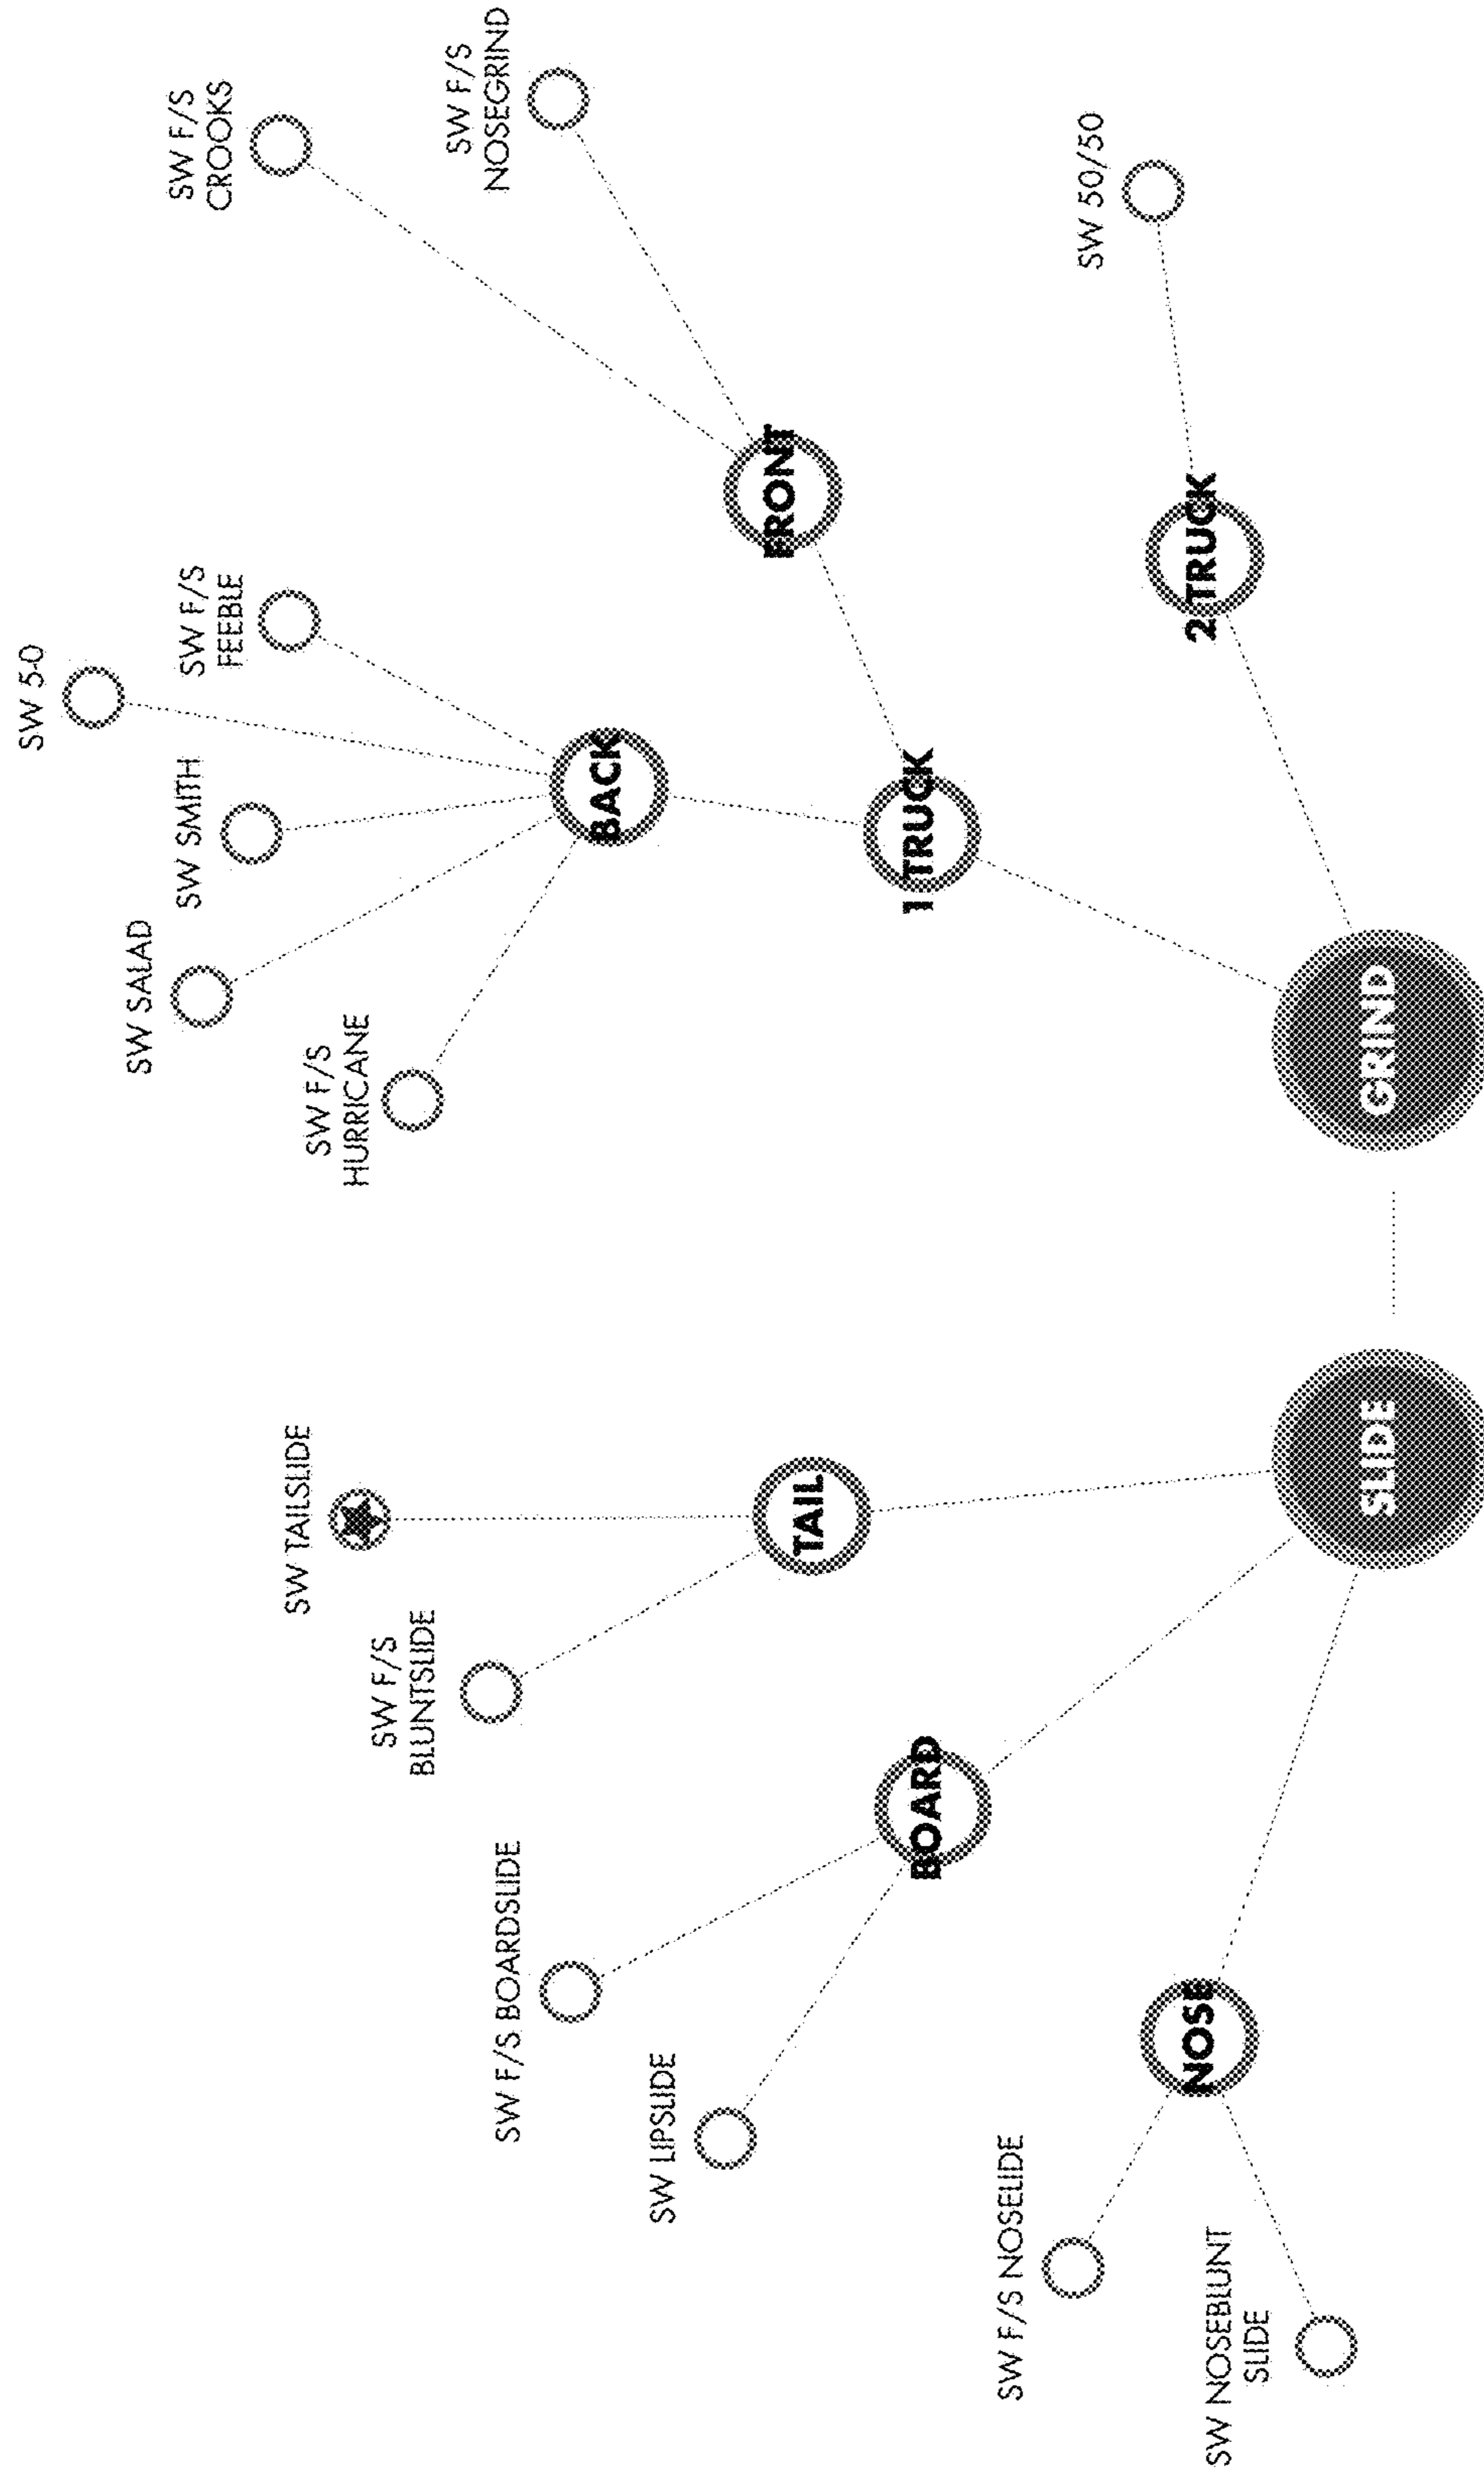 SW NOSEBLUNT
SLIDE
SW F/S NOSELIDE
NOSE
SW LIPSLIDE
SW F/S BOARDSLIDE
BOARD
SW F/S
BLUNTSLIDE
SW TAILSLIDE
TAIL
SLIDE
SW F/S
HURRICANE
SW SALAD
SW SMITH
SW 5-0
SW F/S
FEEBLE
BACK
1 TRUCK
SW F/S
CROOKS
SW F/S
NOSEGRIND
FRONT
SW 50/50
2 TRUCK
GRIND